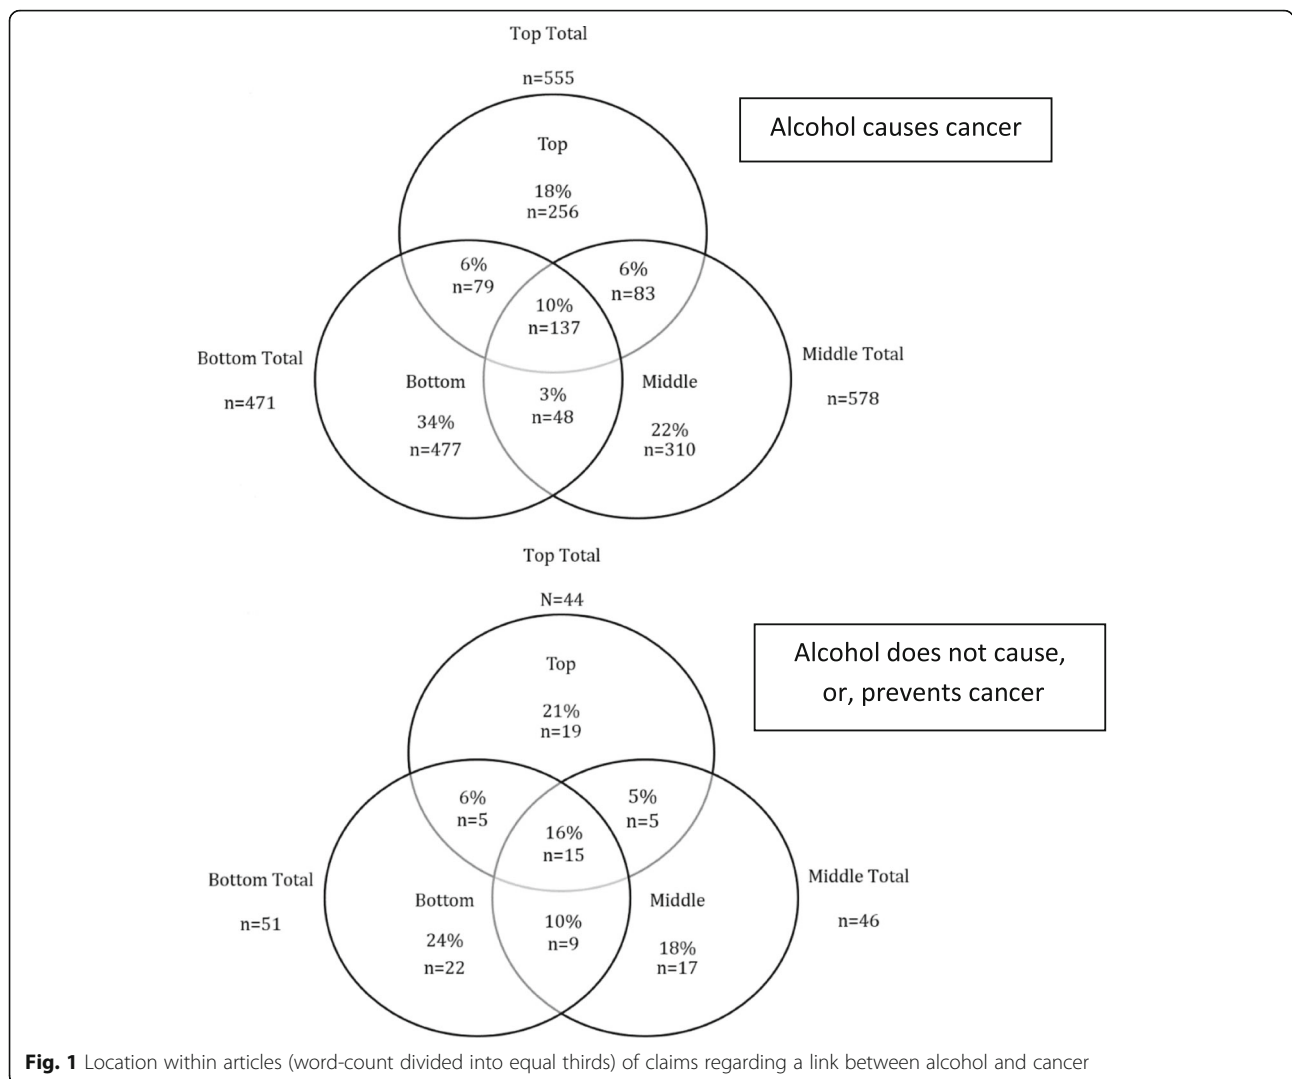 Top Total
n=555
Alcohol causes cancer
Top
18%
n=256
6%
n=79
6%
n=83
10%
n=137
Bottom Total
n=471
Middle Total
n=578
Bottom
34%
n=477
3%
n=48
Middle
22%
n=310
Top Total
N=44
Alcohol does not cause,
or, prevents cancer
Top
21%
n=19
6%
n=5
5%
n=5
16%
n=15
Bottom Total
n=51
Middle Total
n=46
Bottom
24%
n=22
10%
n=9
Middle
18%
n=17
Fig. 1 Location within articles (word-count divided into equal thirds) of claims regarding a link between alcohol and cancer